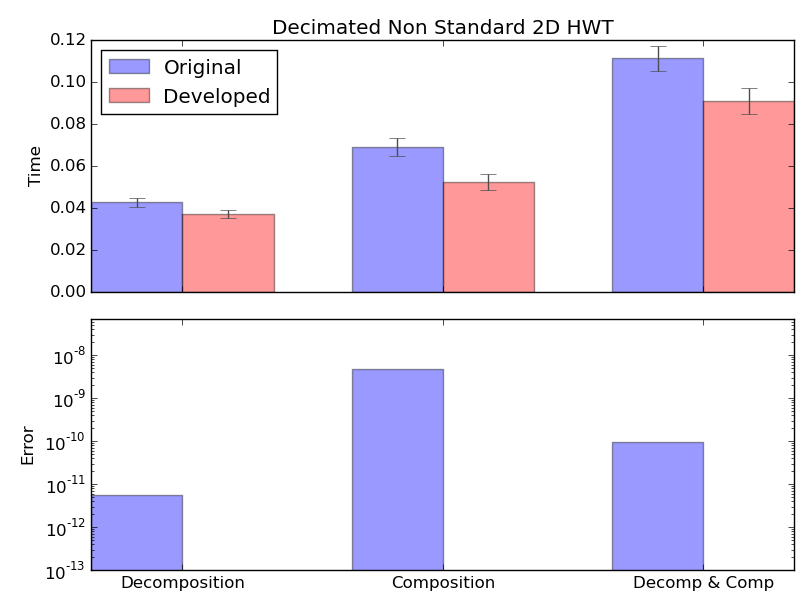 Decimated Non Standard 2D HWT
0.12
0.10
0.08
0.06
0.04
0.02
0.00
Time
Original
Developed
10^-8
10^-9
10^-10
10^-11
10^-12
10^-13
Error
Decomposition
Composition
Decomp & Comp